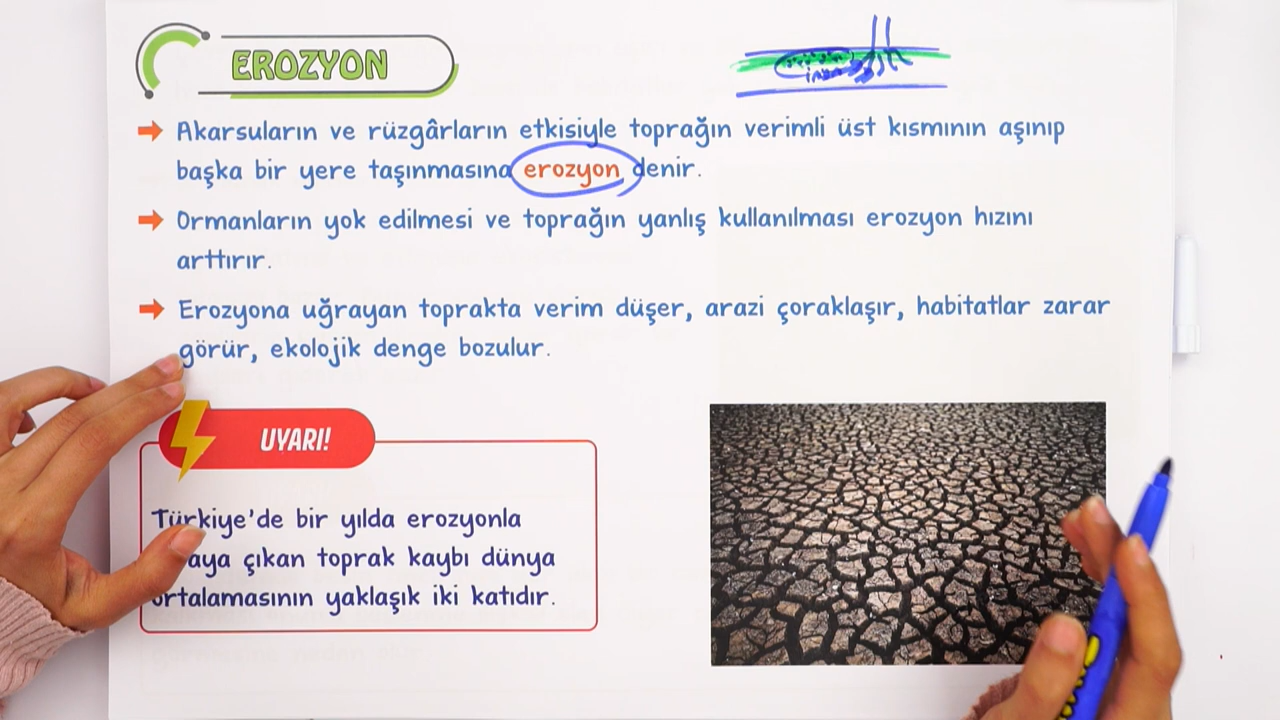 EROZYON
Akarsuların ve rüzgârların etkisiyle toprağın verimli üst kısmının aşınıp
başka bir yere taşınmasına erozyon denir.
Ormanların yok edilmesi ve toprağın yanlış kullanılması erozyon hızını
arttırır.
Erozyona uğrayan toprakta verim düşer, arazi çoraklaşır, habitatlar zarar
görür, ekolojik denge bozulur.
UYARI!
Türkiye'de bir yılda erozyonla
çıkan toprak kaybı dünya
ortalamasının yaklaşık iki katıdır.